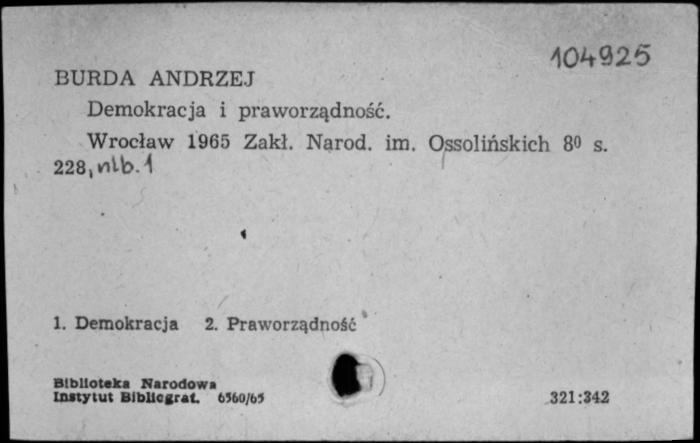 104925
BURDA ANDRZEJ
Demokracja i praworządność.
Wrocław 1965 Zakł. Narod. im. Ossolińskich 8⁰ s.
228, nlb. 1
1. Demokracja 2. Praworządność
Biblioteka Narodowa
Instytut Bibliograf. 6560/65 321:342